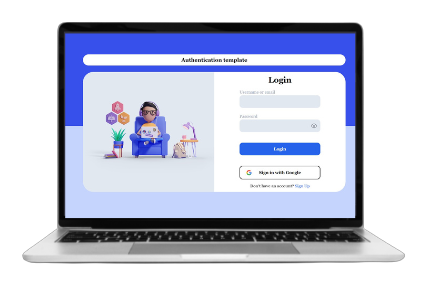 Authentication template
Login
Username or email
Password
Login
Sign in with Google
Don't have an account? Sign Up